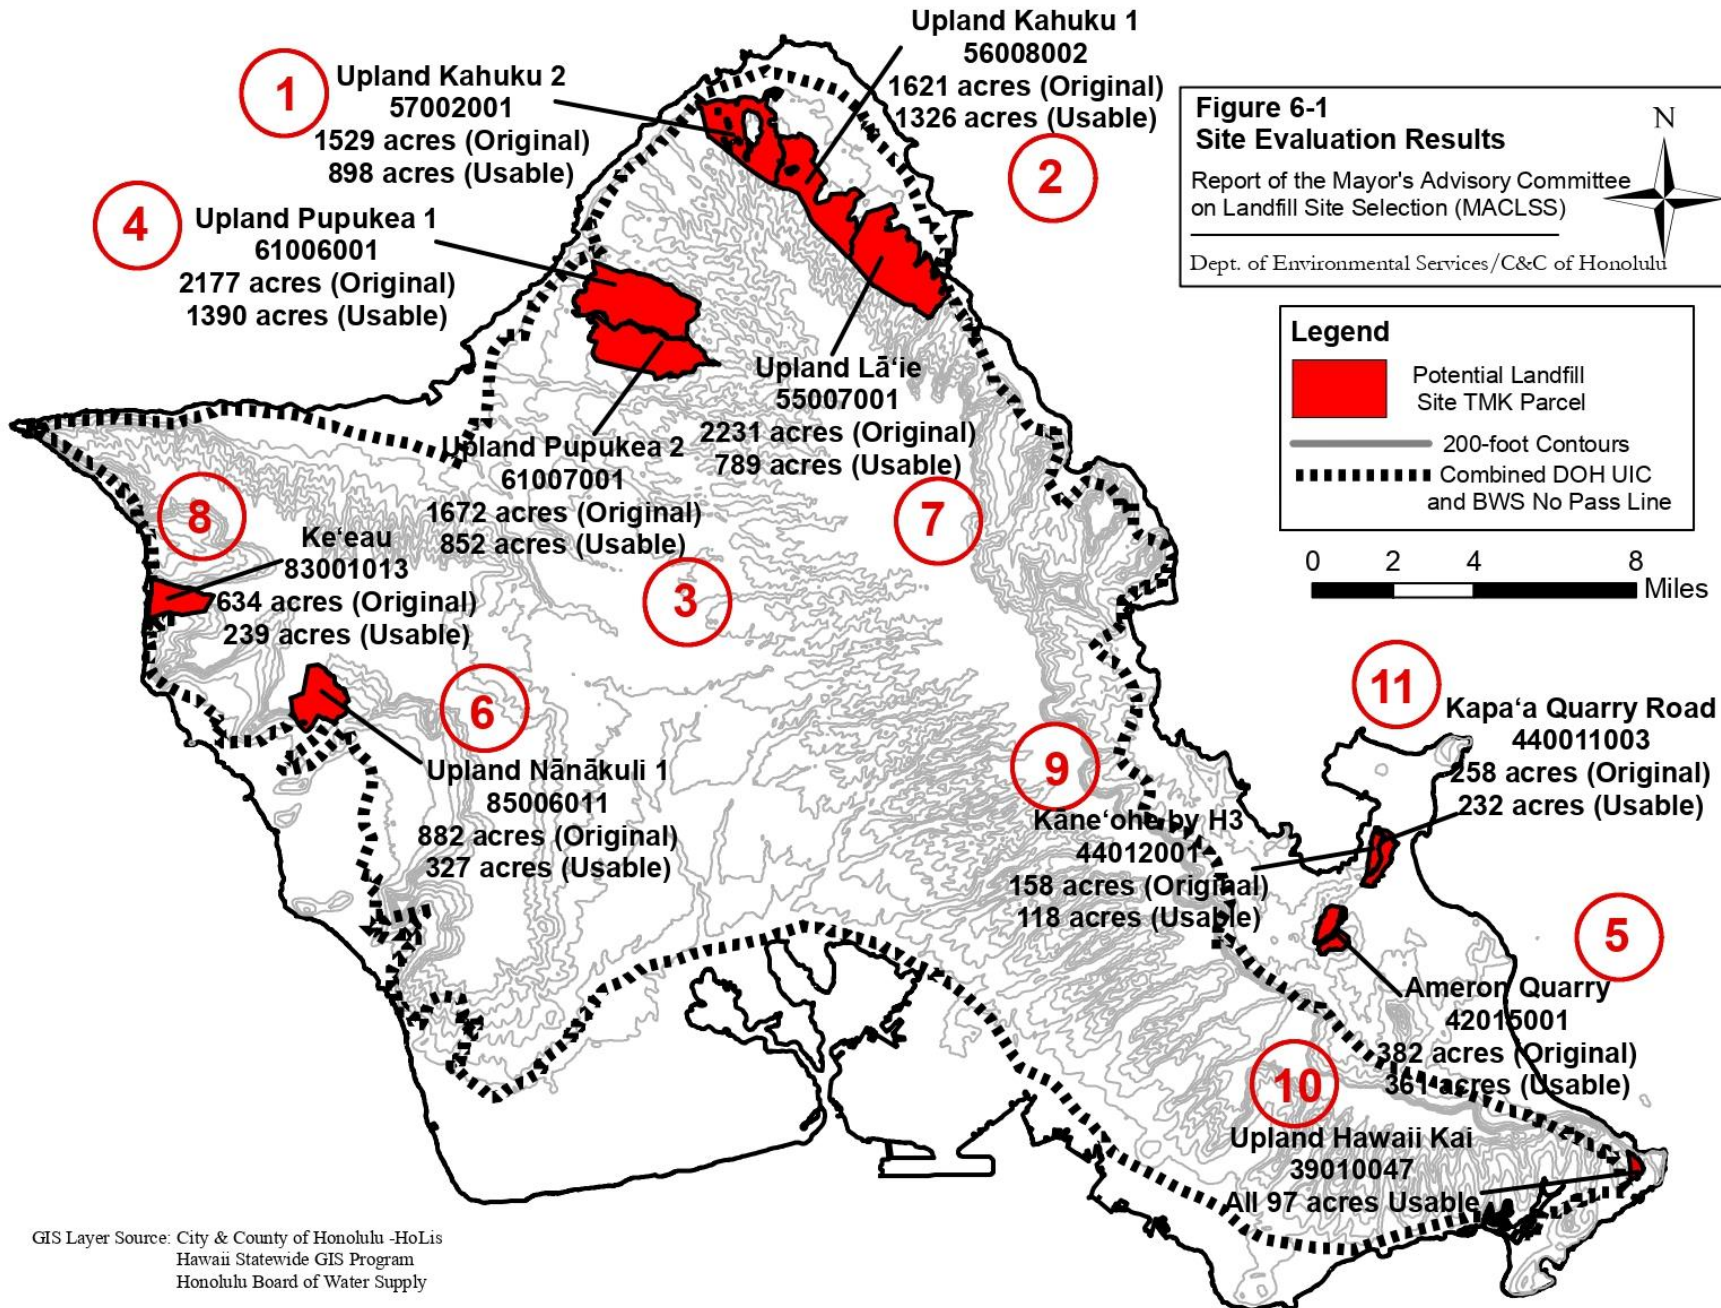 Upland Kahuku 1
56008002
1621 acres (Original)
1326 acres (Usable)
2
1
Upland Kahuku 2
57002001
1529 acres (Original)
898 acres (Usable)
Figure 6-1
Site Evaluation Results
Report of the Mayor's Advisory Committee
on Landfill Site Selection (MACLSS)
Dept. of Environmental Services/C&C of Honolulu
N
4
Upland Pupukea 1
61006001
2177 acres (Original)
1390 acres (Usable)
Legend
Potential Landfill
Site TMK Parcel
200-foot Contours
Combined DOH UIC
and BWS No Pass Line
0 2 4 8
Miles
Upland Lā‘ie
55007001
2231 acres (Original)
789 acres (Usable)
7
Upland Pupukea 2
61007001
1672 acres (Original)
852 acres (Usable)
3
8
Ke‘eau
83001013
634 acres (Original)
239 acres (Usable)
6
Upland Nānākuli 1
85006011
882 acres (Original)
327 acres (Usable)
11
Kapa‘a Quarry Road
440011003
258 acres (Original)
232 acres (Usable)
9
Kāne‘ohe by H3
44012001
158 acres (Original)
118 acres (Usable)
5
Ameron Quarry
42015001
382 acres (Original)
361 acres (Usable)
10
Upland Hawaii Kai
39010047
All 97 acres Usable
GIS Layer Source: City & County of Honolulu -HoLis
Hawaii Statewide GIS Program
Honolulu Board of Water Supply